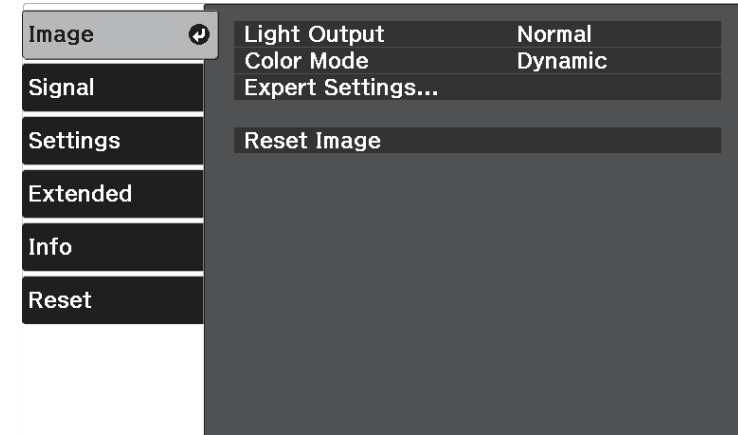 Image
Signal
Settings
Extended
Info
Reset
Light Output Normal
Color Mode Dynamic
Expert Settings...
Reset Image